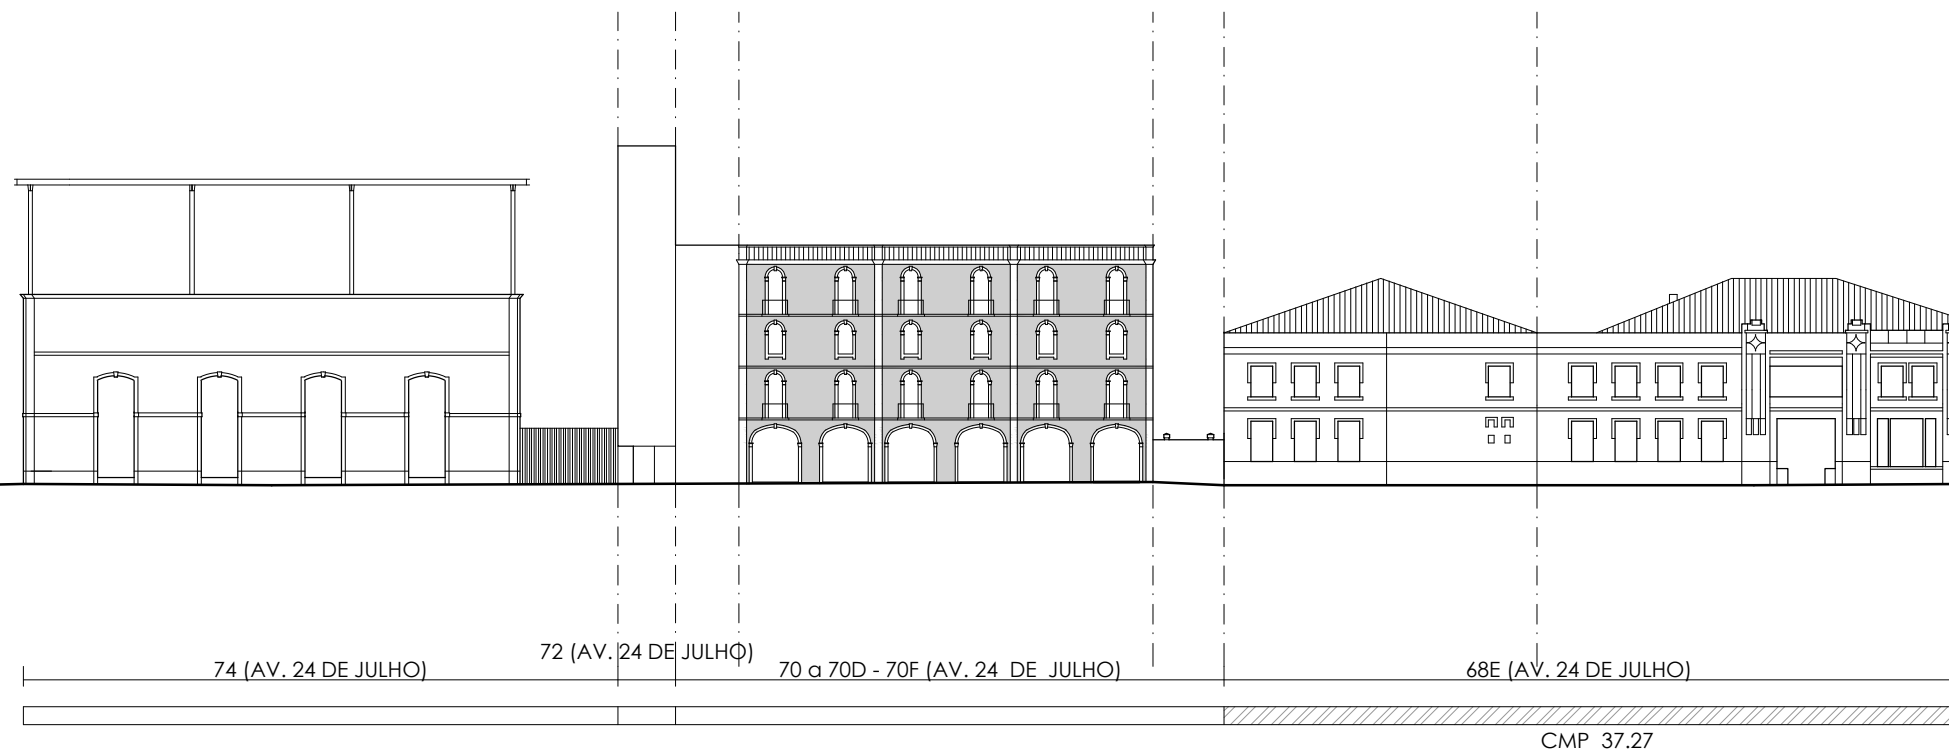 72 (AV. 24 DE JULHO)
74 (AV. 24 DE JULHO)
70 a 70D - 70F (AV. 24 DE JULHO)
68E (AV. 24 DE JULHO)
CMP 37.27